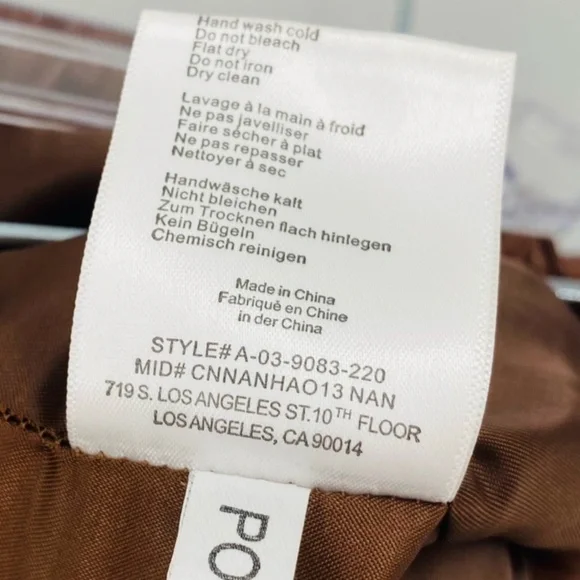 Hand wash cold
Do not bleach
Flat dry
Do not iron
Dry clean
Lavage à la main à froid
Ne pas javelliser
Faire sécher à plat
Ne pas repasser
Nettoyer à sec
Handwäsche kalt
Nicht bleichen
Zum Trocknen flach hinlegen
Kein Bügeln
Chemisch reinigen
Made in China
Fabriqué en Chine
in der China
STYLE# A-03-9083-220
MID# CNNANHAO13 NAN
719 S. LOS ANGELES ST.10TH FLOOR
LOS ANGELES, CA 90014
PO